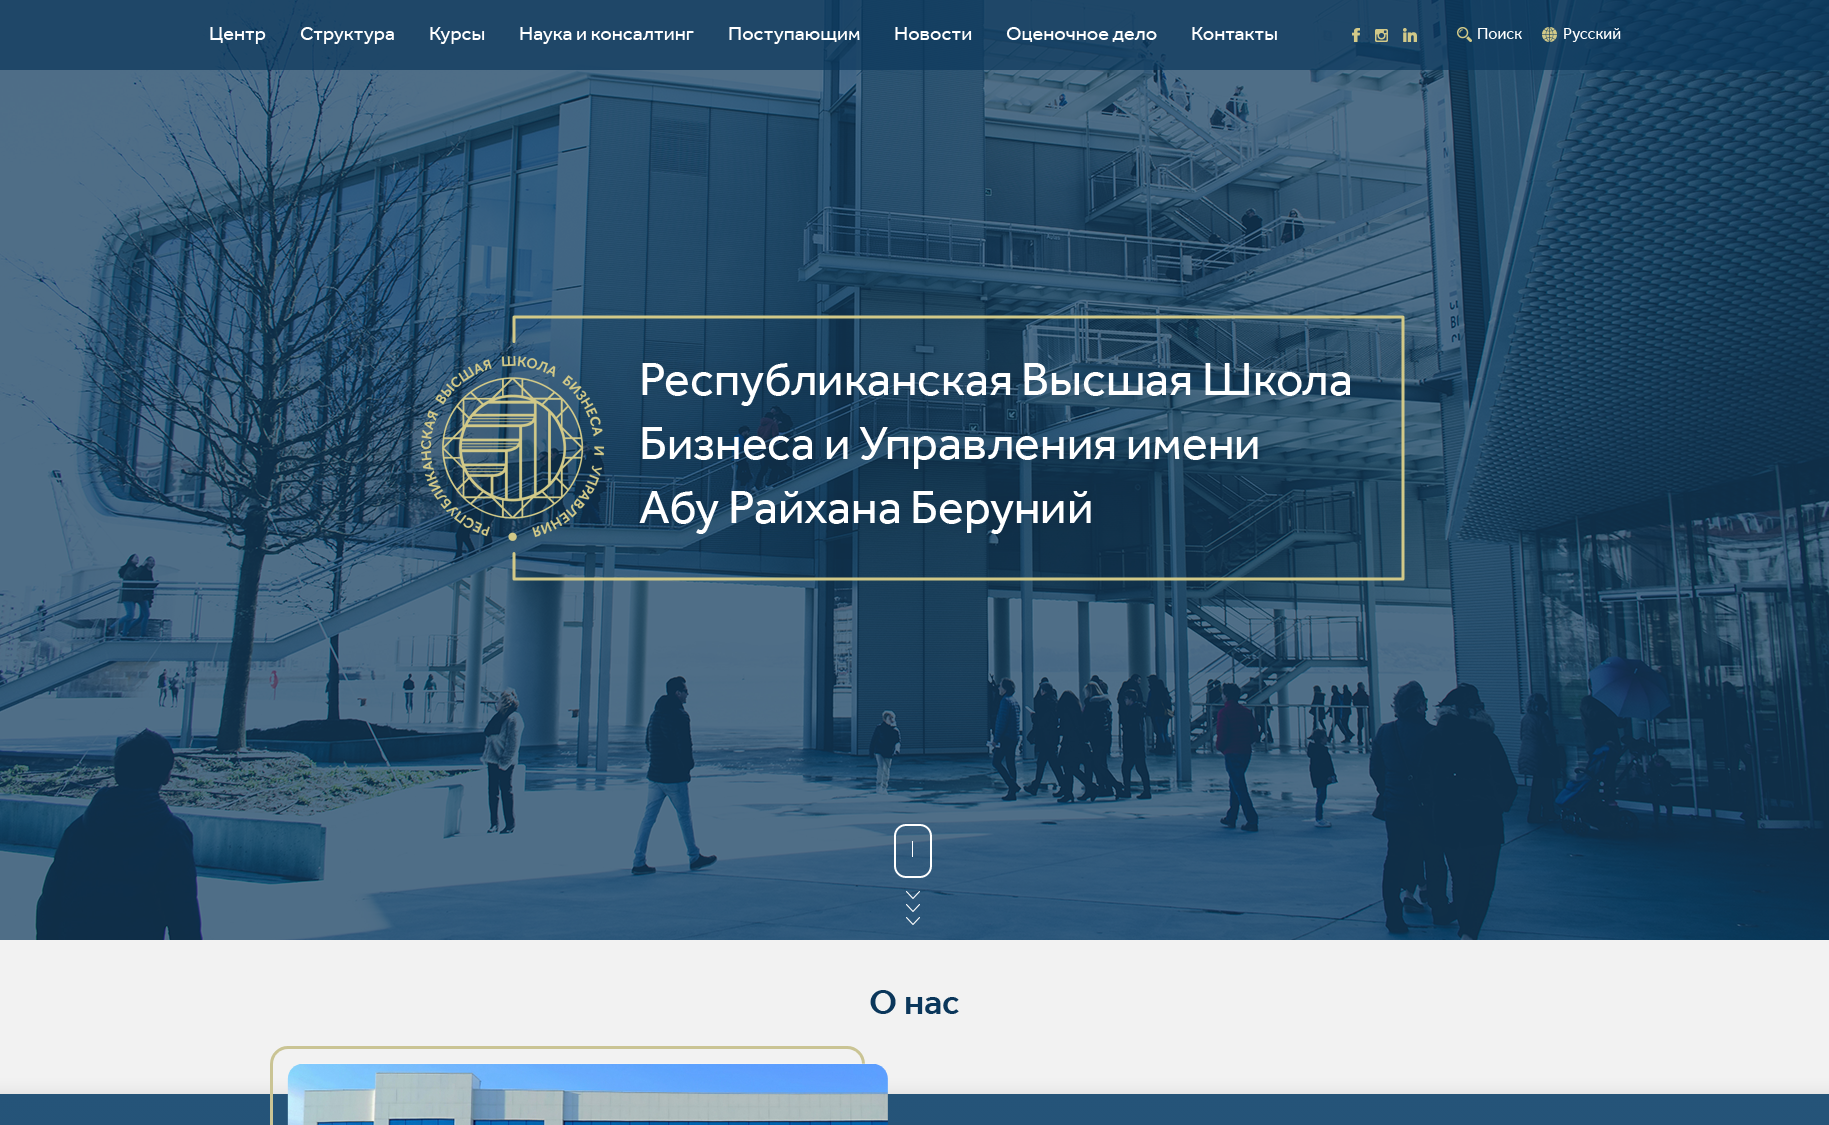 Центр Структура Курсы Наука и консалтинг Поступающим Новости Оценочное дело Контакты Поиск Русский
РЕСПУБЛИКАНСКАЯ ВЫСШАЯ ШКОЛА БИЗНЕСА И УПРАВЛЕНИЯ
Республиканская Высшая Школа
Бизнеса и Управления имени
Абу Райхана Беруний
О нас